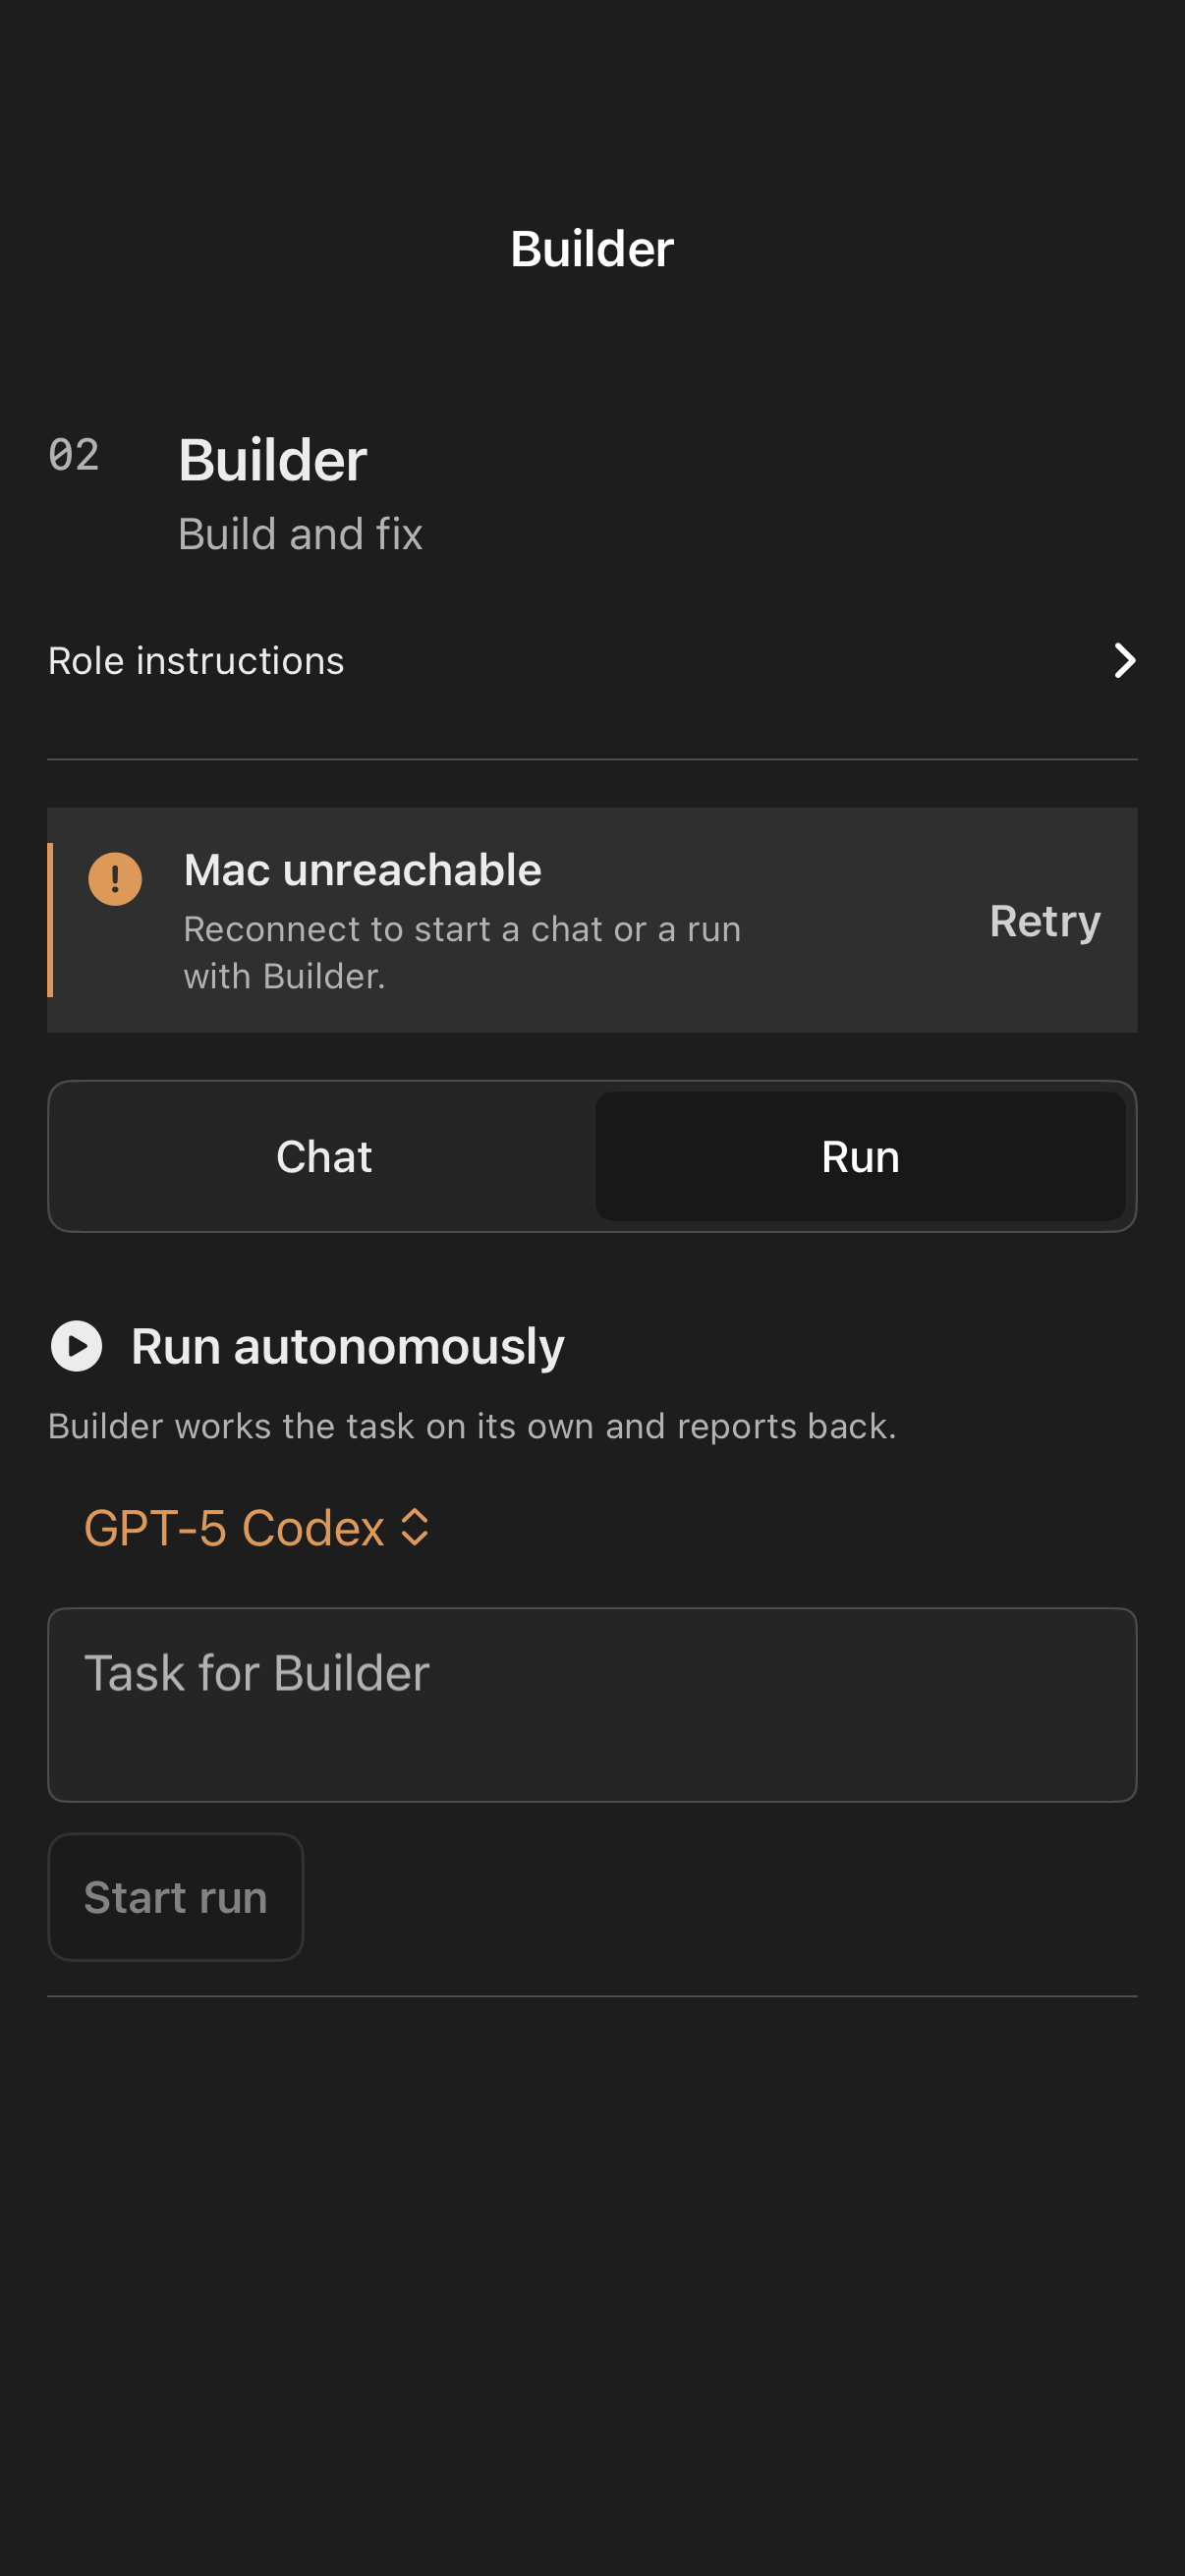 Builder
02
Builder
Build and fix
Role instructions
Mac unreachable
Reconnect to start a chat or a run
with Builder.
Retry
Chat
Run
Run autonomously
Builder works the task on its own and reports back.
GPT-5 Codex
Task for Builder
Start run